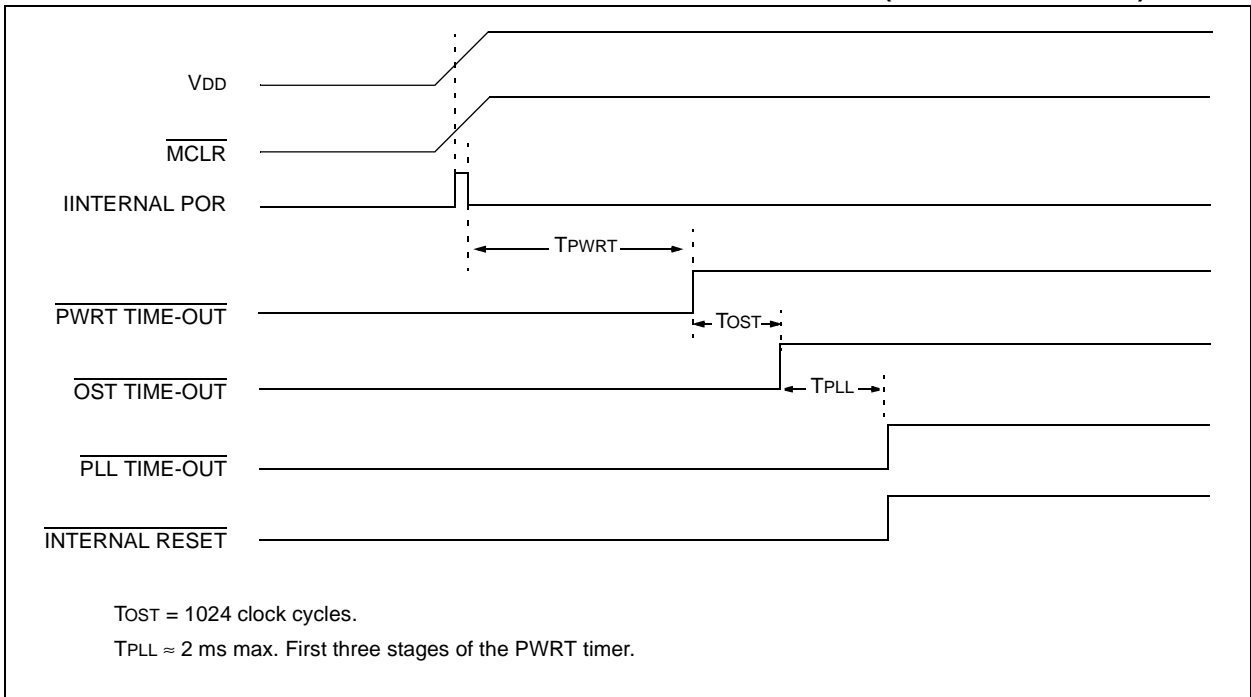 VDD
MCLR
IINTERNAL POR
TPWRT
PWRT TIME-OUT
TOST
OST TIME-OUT
TPLL
PLL TIME-OUT
INTERNAL RESET
TOST = 1024 clock cycles.
TPLL ≈ 2 ms max. First three stages of the PWRT timer.